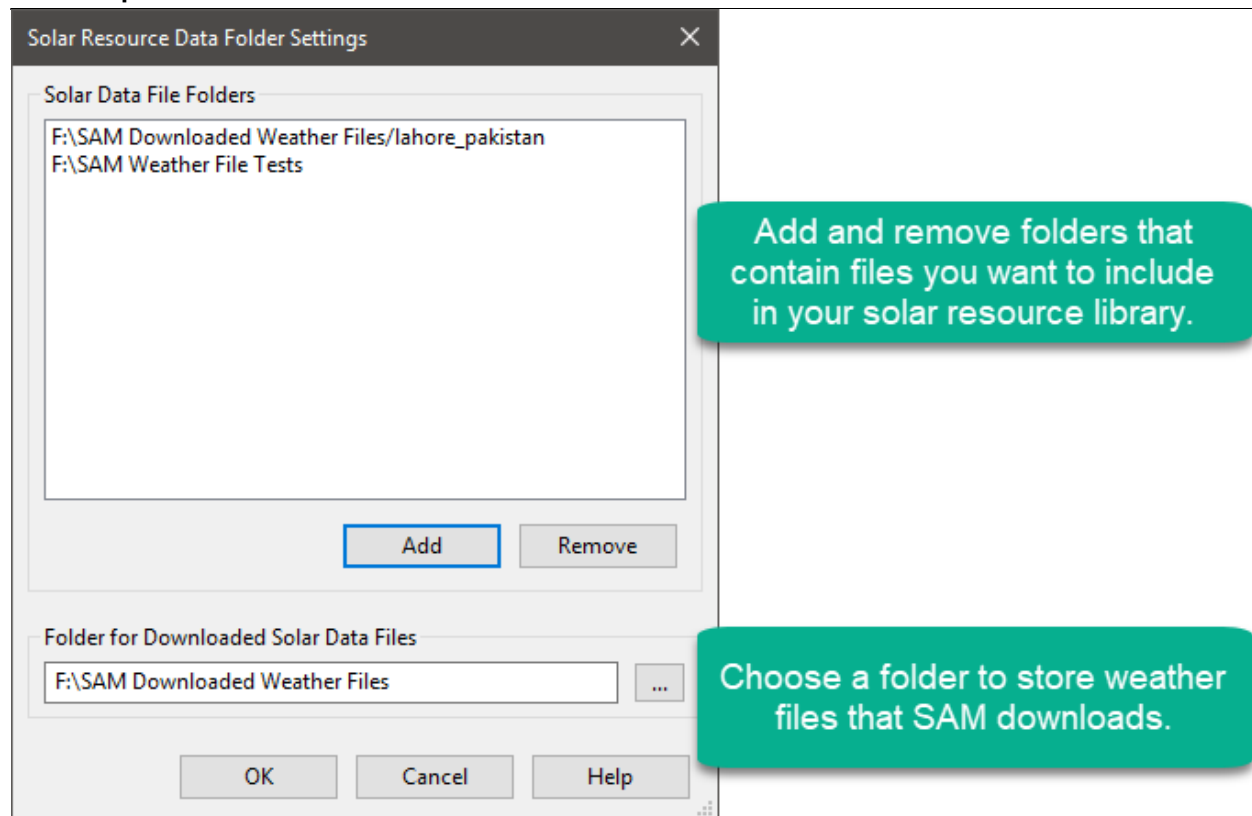 Solar Resource Data Folder Settings
Solar Data File Folders
F:\SAM Downloaded Weather Files/lahore_pakistan
F:\SAM Weather File Tests
Add and remove folders that
contain files you want to include
in your solar resource library.
Add
Remove
Folder for Downloaded Solar Data Files
F:\SAM Downloaded Weather Files
...
Choose a folder to store weather
files that SAM downloads.
OK
Cancel
Help